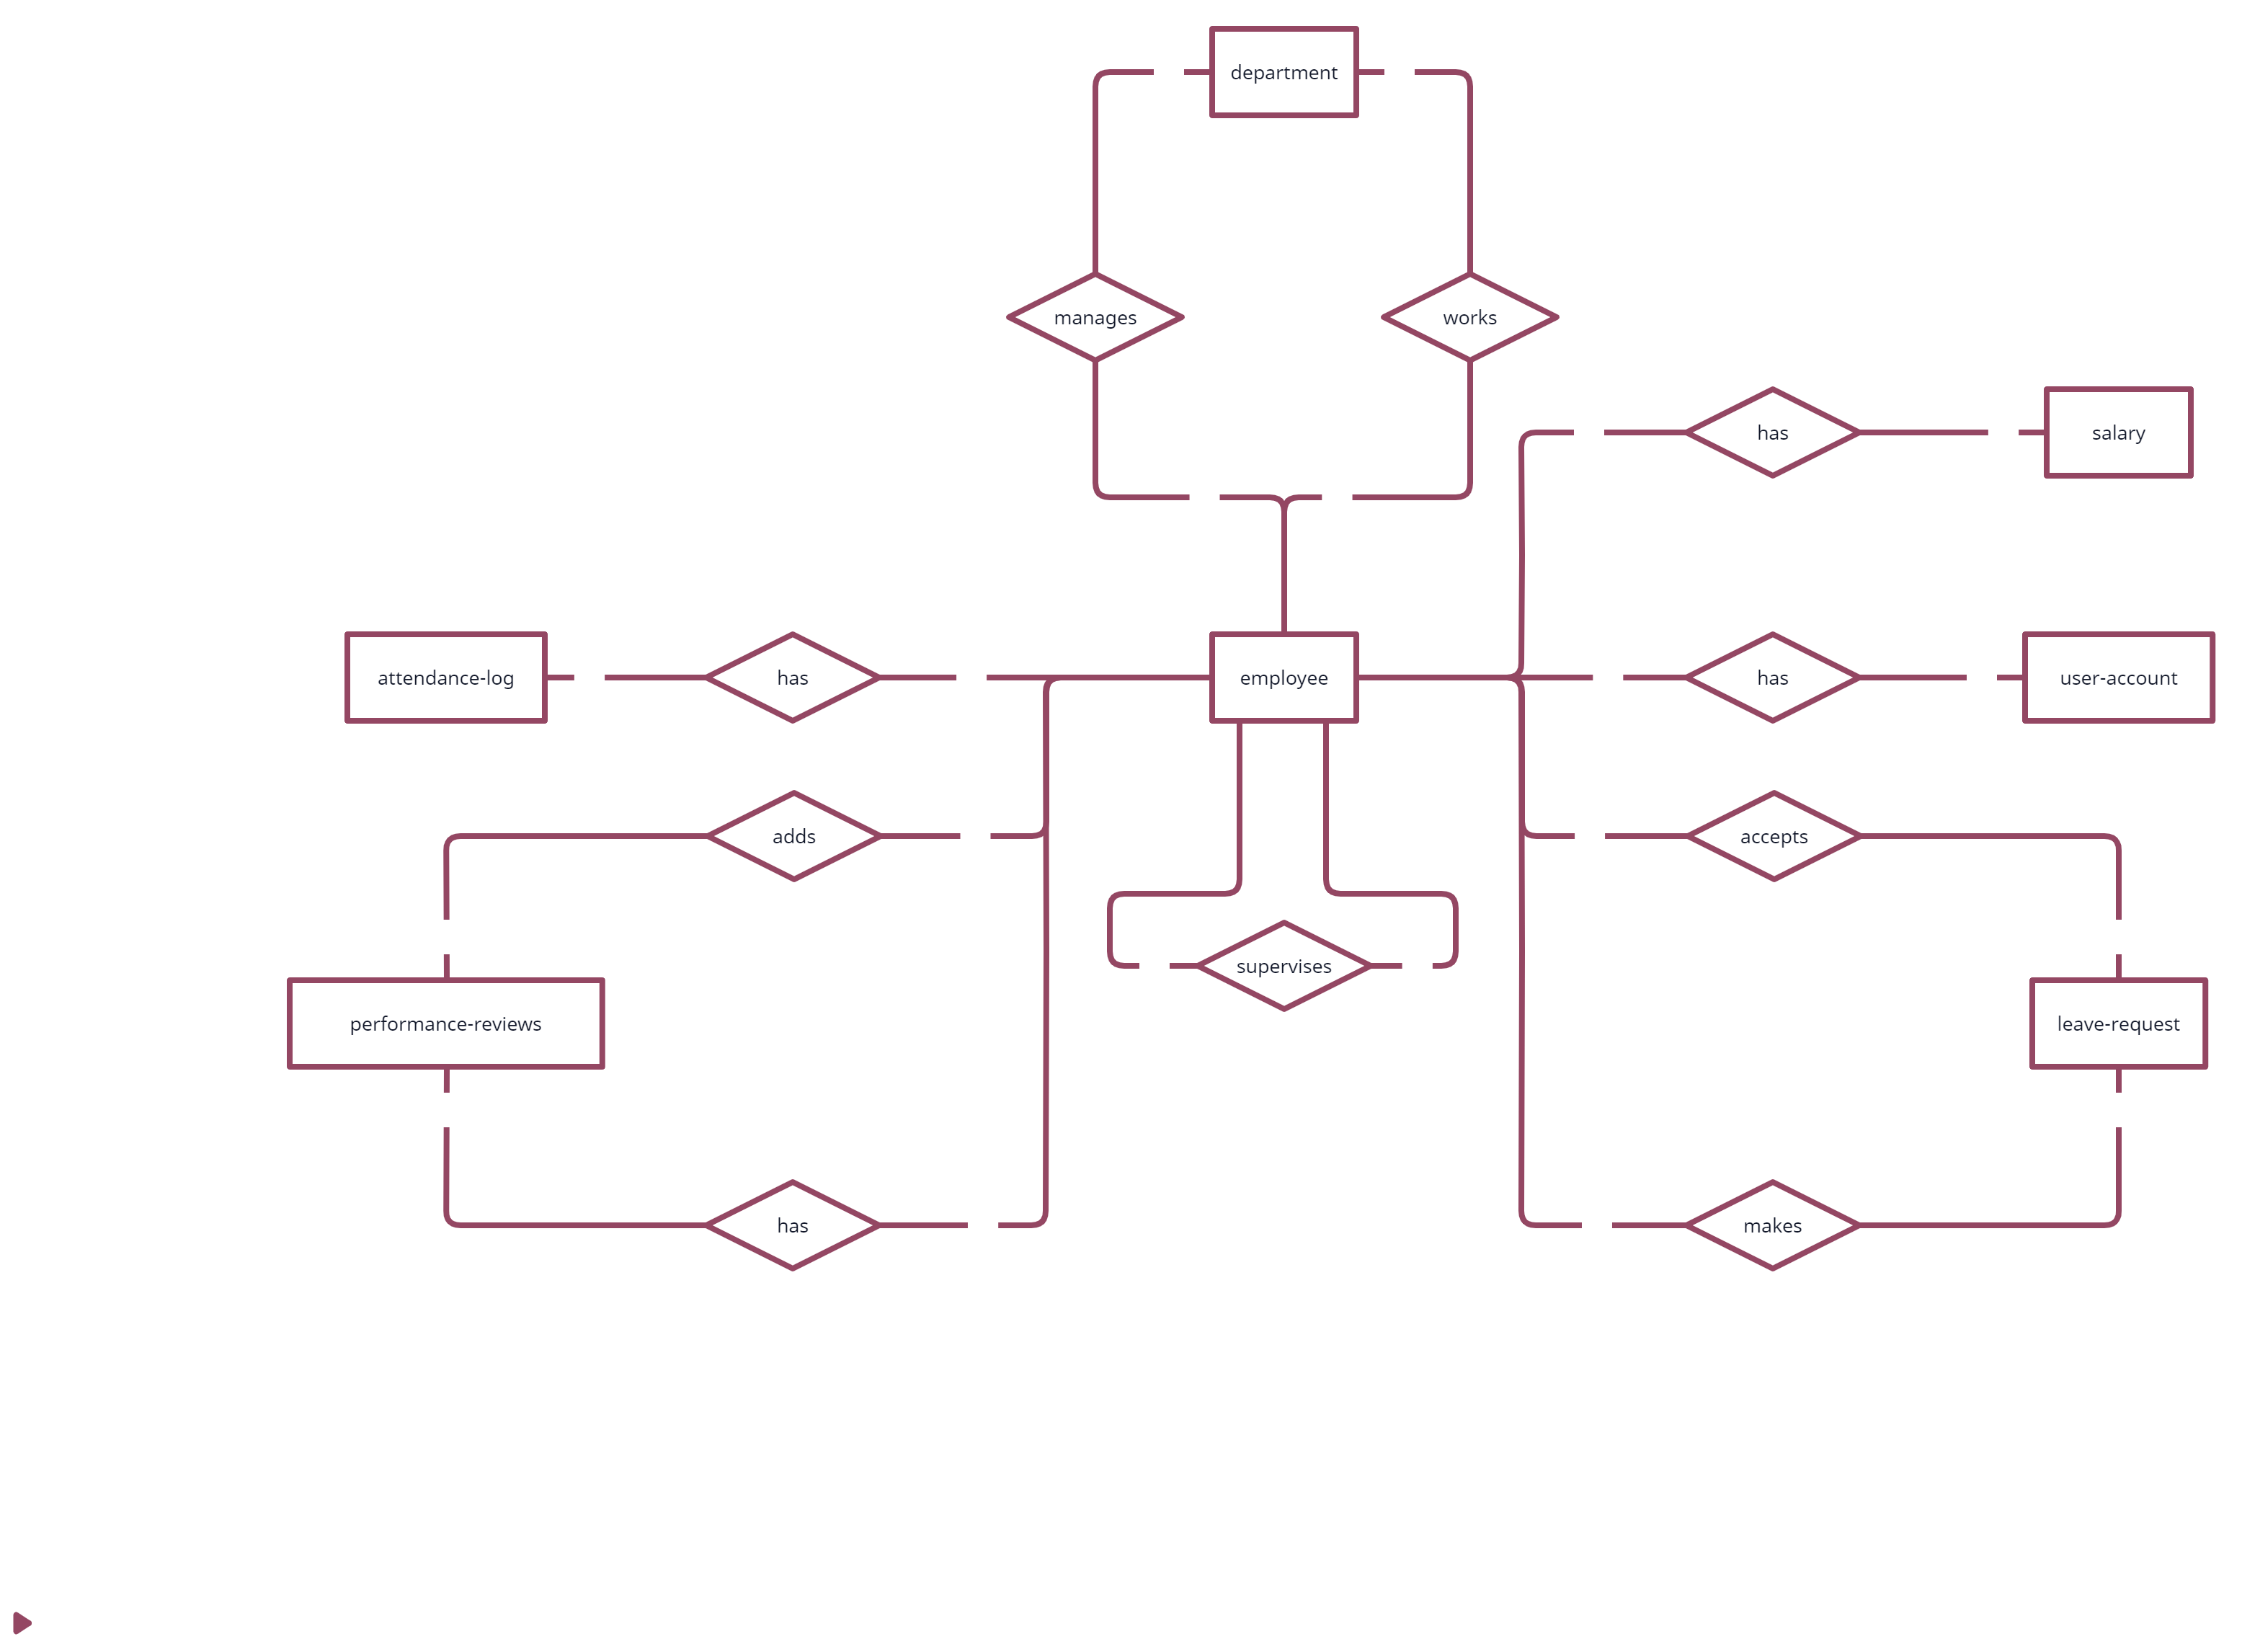 department
manages
works
has
salary
attendance-log
has
employee
has
user-account
adds
accepts
supervises
performance-reviews
leave-request
has
makes